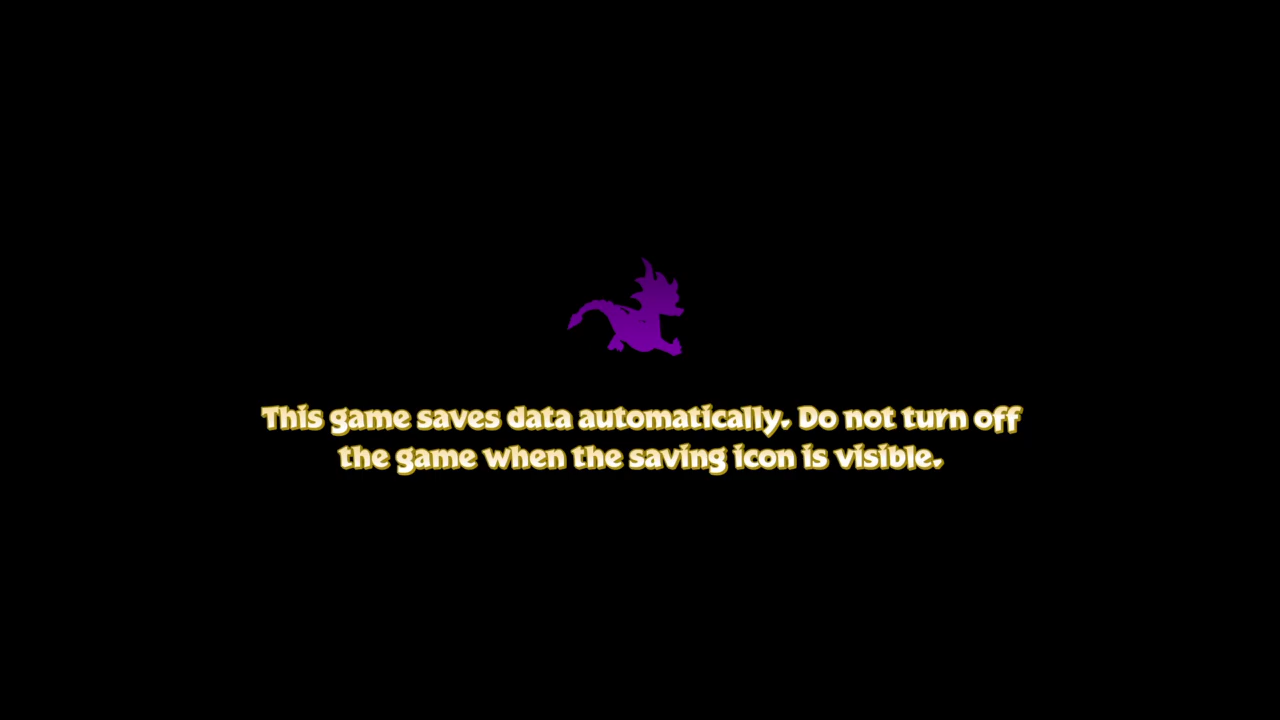 This game saves data automatically. Do not turn off
the game when the saving icon is visible.